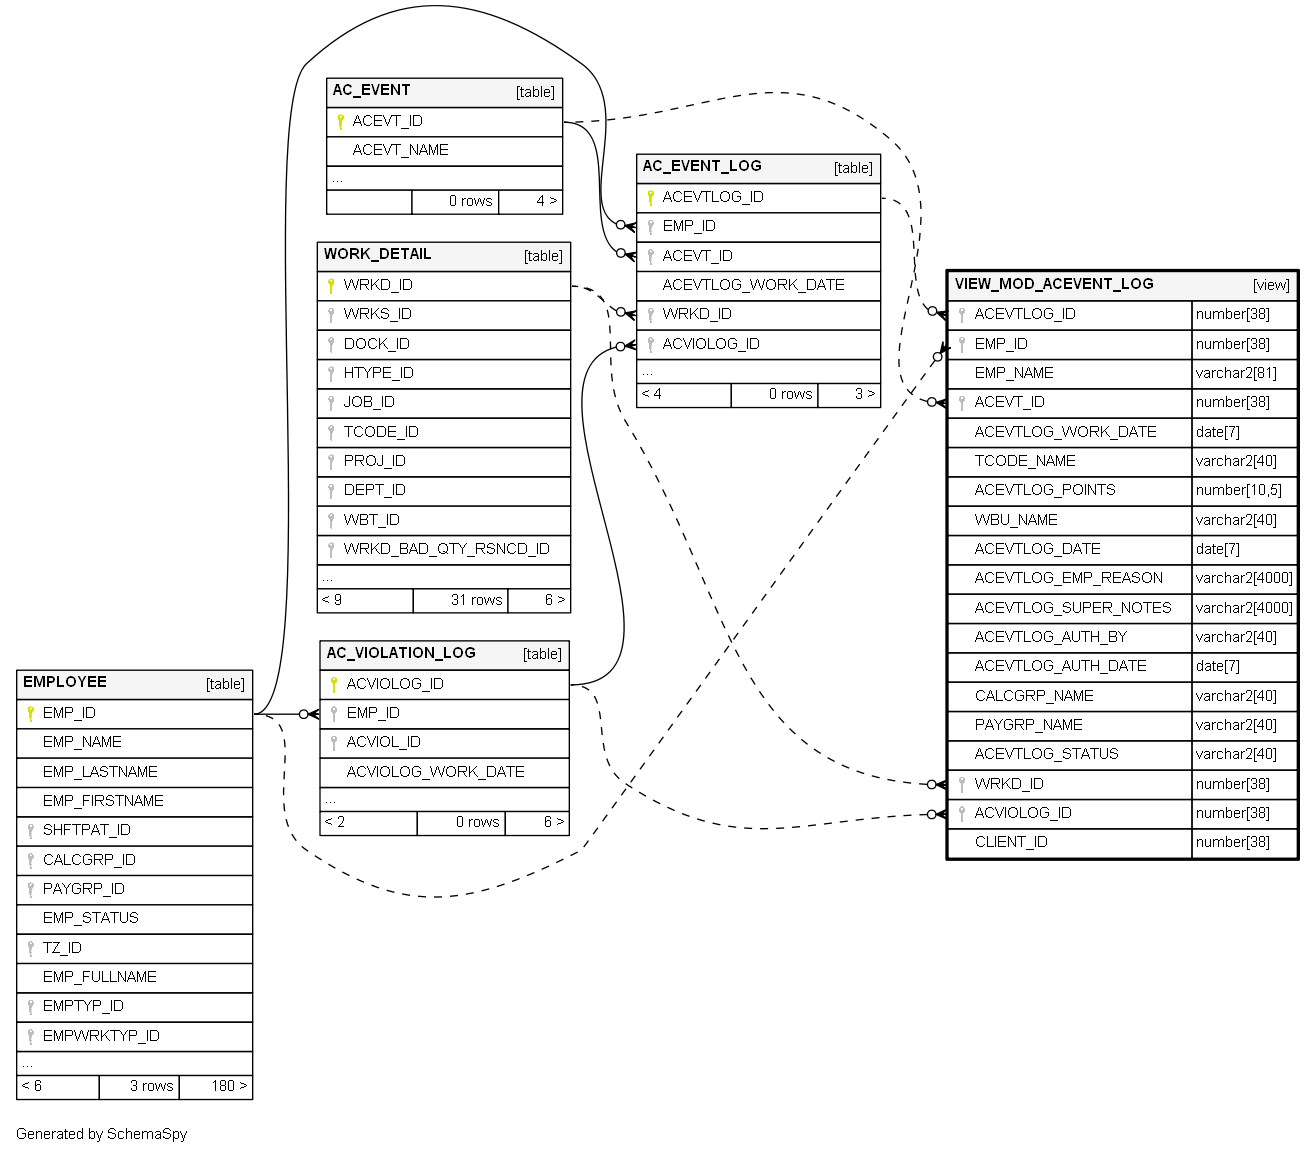 AC_EVENT [table]
ACEVT_ID
ACEVT_NAME
...
0 rows 4 >
WORK_DETAIL [table]
WRKD_ID
WRKS_ID
DOCK_ID
HTYPE_ID
JOB_ID
TCODE_ID
PROJ_ID
DEPT_ID
WBT_ID
WRKD_BAD_QTY_RSNCD_ID
...
< 9 31 rows 6 >
AC_VIOLATION_LOG [table]
ACVIOLOG_ID
EMP_ID
ACVIOL_ID
ACVIOLOG_WORK_DATE
...
< 2 0 rows 6 >
EMPLOYEE [table]
EMP_ID
EMP_NAME
EMP_LASTNAME
EMP_FIRSTNAME
SHFTPAT_ID
CALCGRP_ID
PAYGRP_ID
EMP_STATUS
TZ_ID
EMP_FULLNAME
EMPTYP_ID
EMPWRKTYP_ID
...
< 6 3 rows 180 >
AC_EVENT_LOG [table]
ACEVTLOG_ID
EMP_ID
ACEVT_ID
ACEVTLOG_WORK_DATE
WRKD_ID
ACVIOLOG_ID
...
< 4 0 rows 3 >
VIEW_MOD_ACEVENT_LOG [view]
ACEVTLOG_ID number[38]
EMP_ID number[38]
EMP_NAME varchar2[81]
ACEVT_ID number[38]
ACEVTLOG_WORK_DATE date[7]
TCODE_NAME varchar2[40]
ACEVTLOG_POINTS number[10,5]
WBU_NAME varchar2[40]
ACEVTLOG_DATE date[7]
ACEVTLOG_EMP_REASON varchar2[4000]
ACEVTLOG_SUPER_NOTES varchar2[4000]
ACEVTLOG_AUTH_BY varchar2[40]
ACEVTLOG_AUTH_DATE date[7]
CALCGRP_NAME varchar2[40]
PAYGRP_NAME varchar2[40]
ACEVTLOG_STATUS varchar2[40]
WRKD_ID number[38]
ACVIOLOG_ID number[38]
CLIENT_ID number[38]
Generated by SchemaSpy